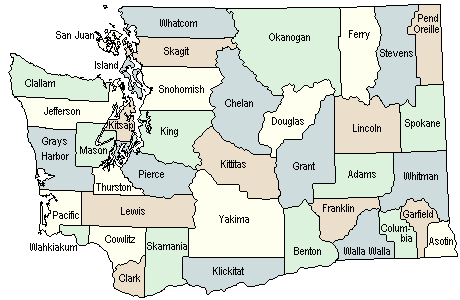 Whatcom
San Juan
Skagit
Island
Okanogan
Ferry
Stevens
Pend
Oreille
Clallam
Snohomish
Chelan
Jefferson
Kitsap
Douglas
Lincoln
Spokane
Grays
Harbor
Mason
King
Kittitas
Grant
Adams
Whitman
Thurston
Pierce
Pacific
Lewis
Yakima
Franklin
Garfield
Wahkiakum
Cowlitz
Skamania
Benton
Walla Walla
Colum-
bia
Asotin
Clark
Klickitat